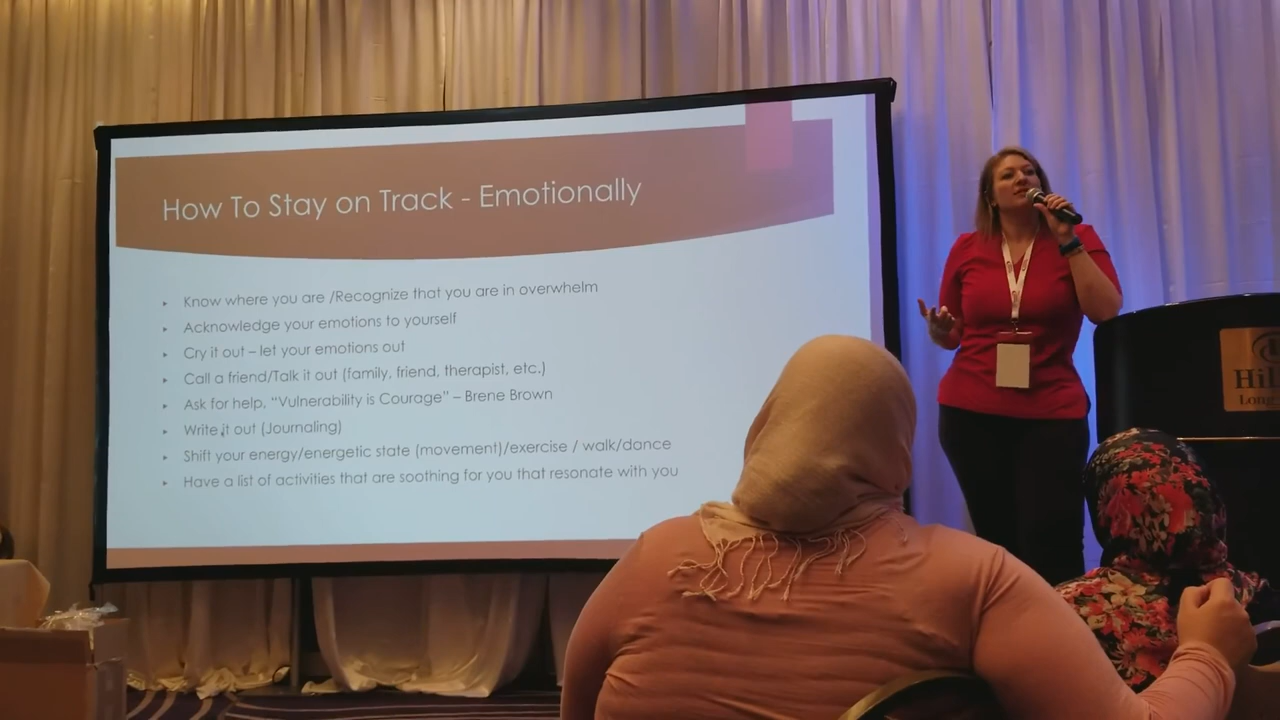 How To Stay on Track - Emotionally
Know where you are /Recognize that you are in overwhelm
Acknowledge your emotions to yourself
Cry it out – let your emotions out
Call a friend/Talk it out (family, friend, therapist, etc.)
Ask for help, “Vulnerability is Courage” – Brene Brown
Write it out (Journaling)
Shift your energy/energetic state (movement)/exercise / walk/dance
Have a list of activities that are soothing for you that resonate with you
Long